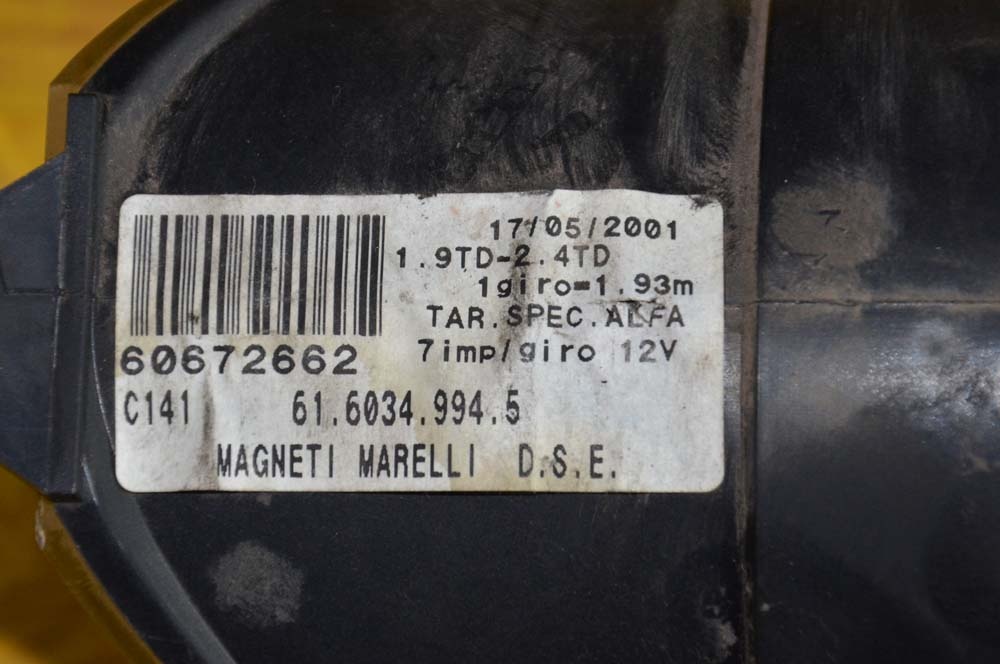 17/05/2001
1.9TD-2.4TD
1giro=1.93m
TAR.SPEC.ALFA
7imp/giro 12V
60672662
C141 61.6034.994.5
MAGNETI MARELLI D.S.E.